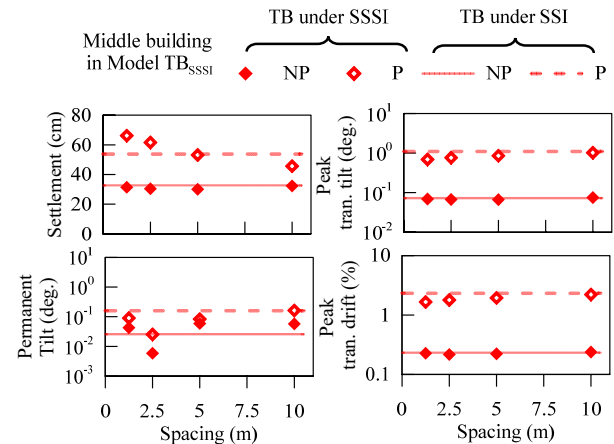 TB under SSSI TB under SSI
Middle building
in Model TBSSSI
NP P NP P
Settlement (cm)
80
60
40
20
0
Peak
tran. tilt (deg.)
10¹
10⁰
10⁻¹
10⁻²
Permanent
Tilt (deg.)
10¹
10⁰
10⁻¹
10⁻²
10⁻³
0 2.5 5 7.5 10
Spacing (m)
Peak
tran. drift (%)
10
1
0.1
0 2.5 5 7.5 10
Spacing (m)